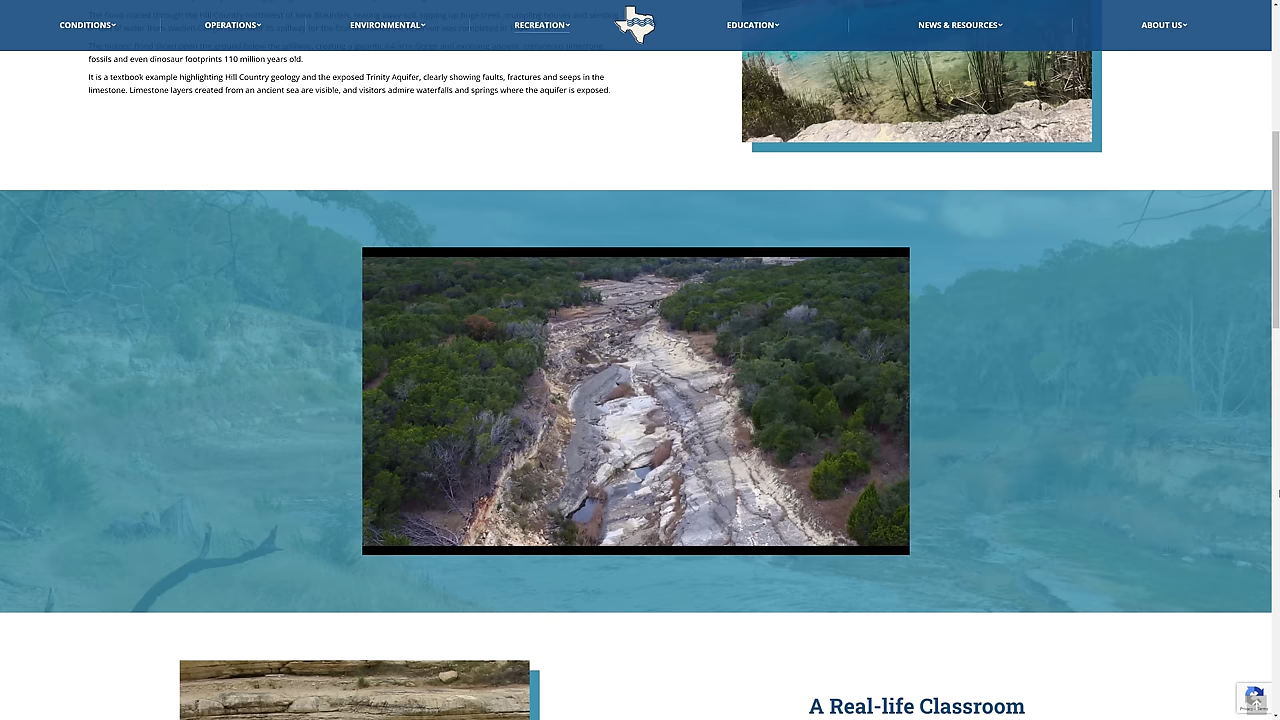 CONDITIONS
OPERATIONS
ENVIRONMENTAL
RECREATION
EDUCATION
NEWS & RESOURCES
ABOUT US
fossils and even dinosaur footprints 110 million years old.
It is a textbook example highlighting Hill Country geology and the exposed Trinity Aquifer, clearly showing faults, fractures and seeps in the
limestone. Limestone layers created from an ancient sea are visible, and visitors admire waterfalls and springs where the aquifer is exposed.
A Real-life Classroom
Privacy - Terms